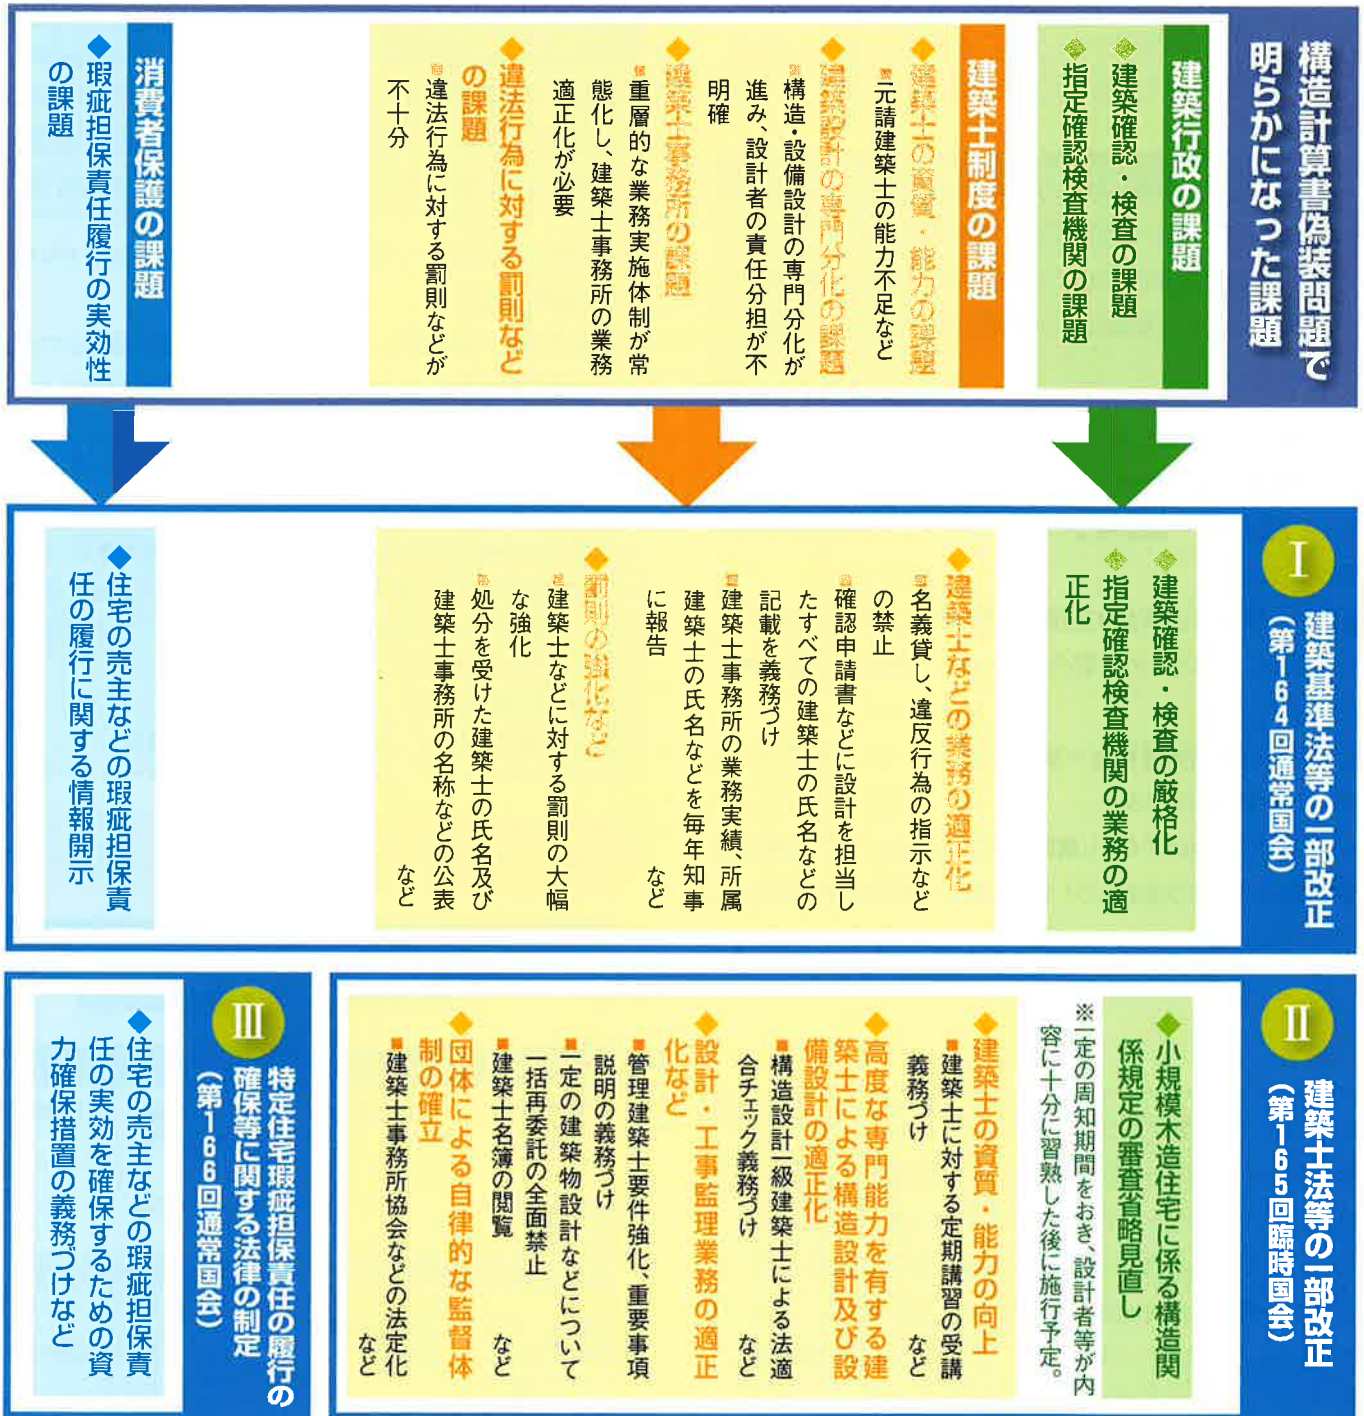 構造計算書偽装問題で
明らかになった課題
建築行政の課題
◆建築確認・検査の課題
◆指定確認検査機関の課題
建築士制度の課題
◆建築士の資質・能力の課題
■元請建築士の能力不足など
◆建築設計の専門分化の課題
■構造・設備設計の専門分化が
進み、設計者の責任分担が不
明確
◆建築士事務所の課題
■重層的な業務実施体制が常
態化し、建築士事務所の業務
適正化が必要
◆違法行為に対する罰則など
の課題
■違法行為に対する罰則などが
不十分
消費者保護の課題
◆瑕疵担保責任履行の実効性
の課題
Ⅰ
建築基準法等の一部改正
(第164回通常国会)
◆建築確認・検査の厳格化
◆指定確認検査機関の業務の適
正化
◆建築士などの業務の適正化
■名義貸し、違反行為の指示など
の禁止
■確認申請書などに設計を担当し
たすべての建築士の氏名などの
記載を義務づけ
■建築士事務所の業務実績、所属
建築士の氏名などを毎年知事
に報告 など
◆罰則の強化など
■建築士などに対する罰則の大幅
な強化
■処分を受けた建築士の氏名及び
建築士事務所の名称などの公表
など
◆住宅の売主などの瑕疵担保責
任の履行に関する情報開示
Ⅱ
建築士法等の一部改正
(第165回臨時国会)
◆小規模木造住宅に係る構造関
係規定の審査省略見直し
※一定の周知期間をおき、設計者等が内
容に十分に習熟した後に施行予定。
◆建築士の資質・能力の向上
■建築士に対する定期講習の受講
義務づけ など
◆高度な専門能力を有する建
築士による構造設計及び設
備設計の適正化
■構造設計一級建築士による法適
合チェック義務づけ など
◆設計・工事監理業務の適正
化など
■管理建築士要件強化、重要事項
説明の義務づけ
■一定の建築物設計などについて
一括再委託の全面禁止
■建築士名簿の閲覧 など
◆団体による自律的な監督体
制の確立
■建築士事務所協会などの法定化
など
Ⅲ
特定住宅瑕疵担保責任の履行の
確保等に関する法律の制定
(第166回通常国会)
◆住宅の売主などの瑕疵担保責
任の実効を確保するための資
力確保措置の義務づけなど